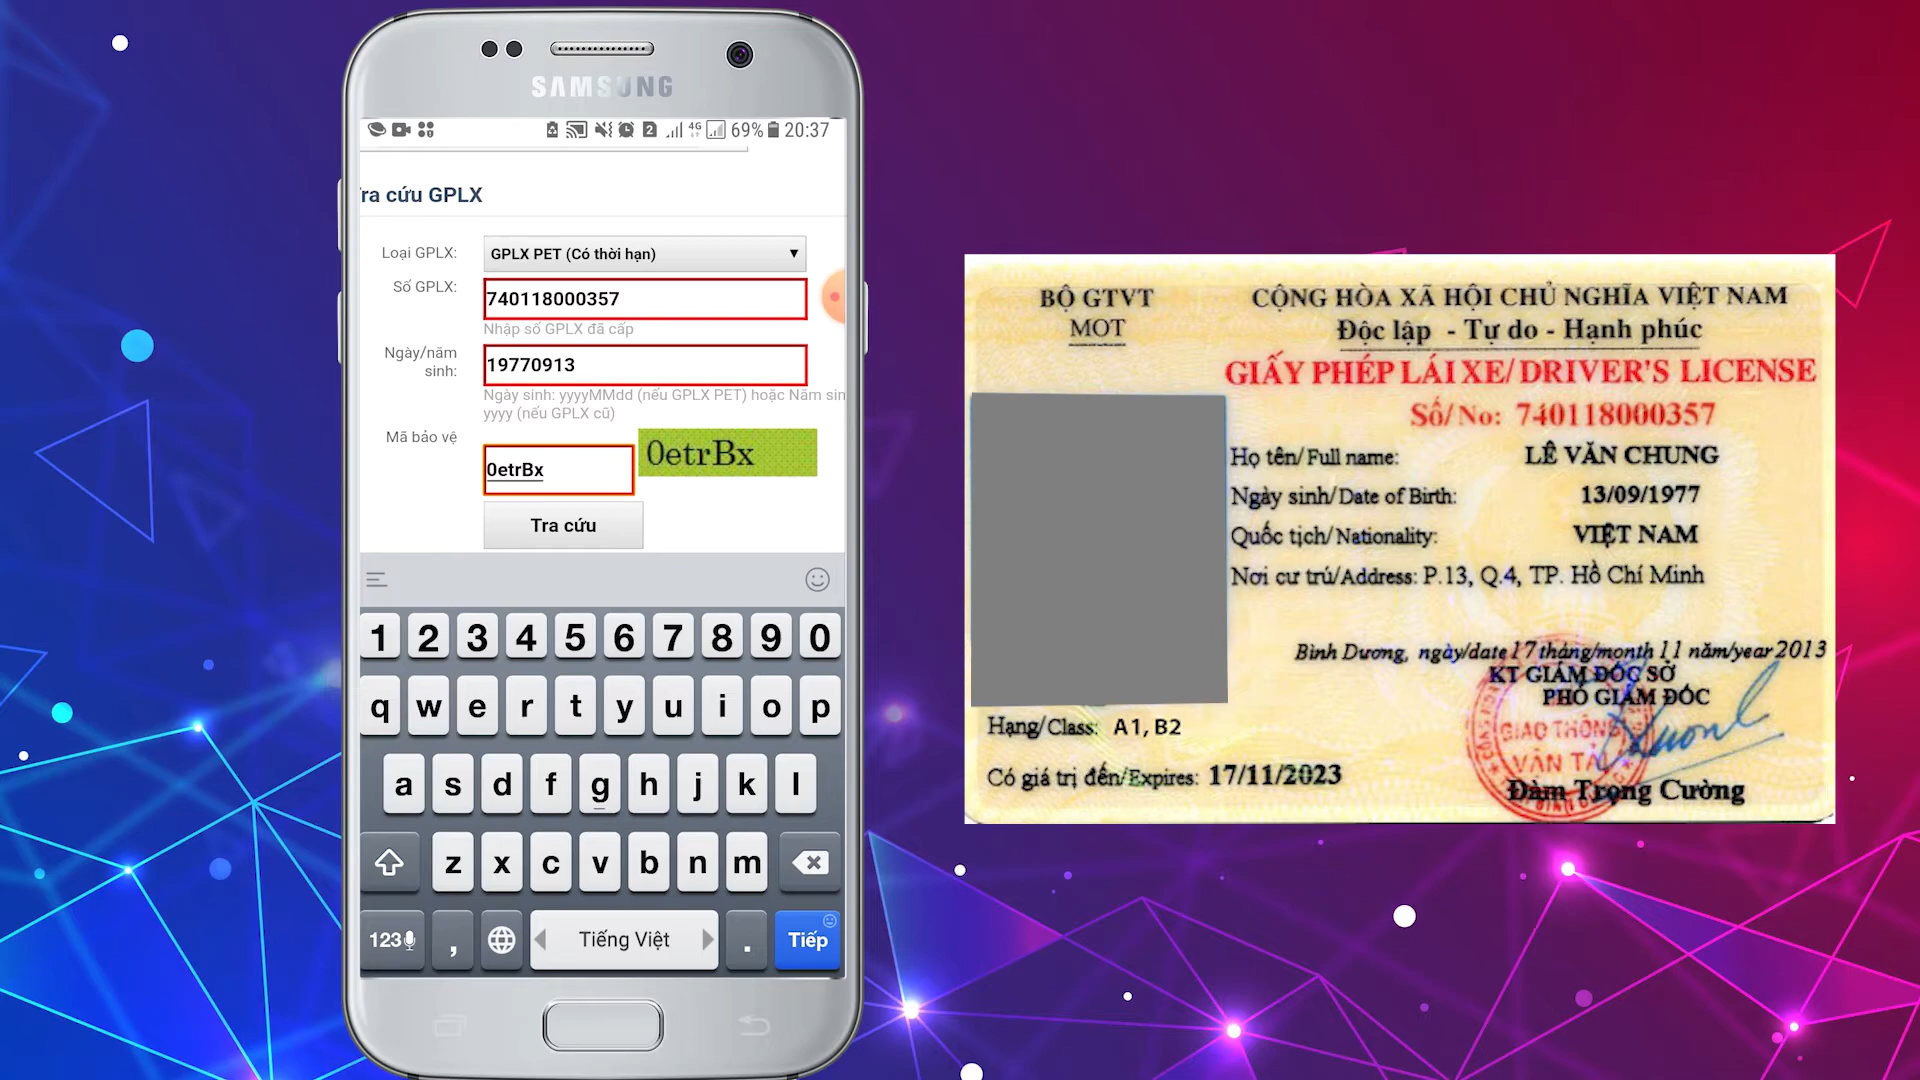 SAMSUNG
2
4G
69%
20:37
ra cứu GPLX
Loại GPLX:
GPLX PET (Có thời hạn)
Số GPLX:
740118000357
Nhập số GPLX đã cấp
Ngày/năm
sinh:
19770913
Ngày sinh: yyyyMMdd (nếu GPLX PET) hoặc Năm sin
yyyy (nếu GPLX cũ)
Mã bảo vệ
0etrBx
0etrBx
Tra cứu
1 2 3 4 5 6 7 8 9 0
q w e r t y u i o p
a s d f g h j k l
z x c v b n m
123 , Tiếng Việt . Tiếp
BỘ GTVT
MOT
CỘNG HÒA XÃ HỘI CHỦ NGHĨA VIỆT NAM
Độc lập - Tự do - Hạnh phúc
GIẤY PHÉP LÁI XE/DRIVER'S LICENSE
Số/No: 740118000357
Họ tên/Full name: LÊ VĂN CHUNG
Ngày sinh/Date of Birth: 13/09/1977
Quốc tịch/Nationality: VIỆT NAM
Nơi cư trú/Address: P.13, Q.4, TP. Hồ Chí Minh
Bình Dương, ngày/date 17 tháng/month 11 năm/year 2013
KT GIÁM ĐỐC SỞ
PHÓ GIÁM ĐỐC
GIAO THÔNG
VẬN TẢI
Hạng/Class: A1, B2
Có giá trị đến/Expires: 17/11/2023
Đàm Trọng Cường